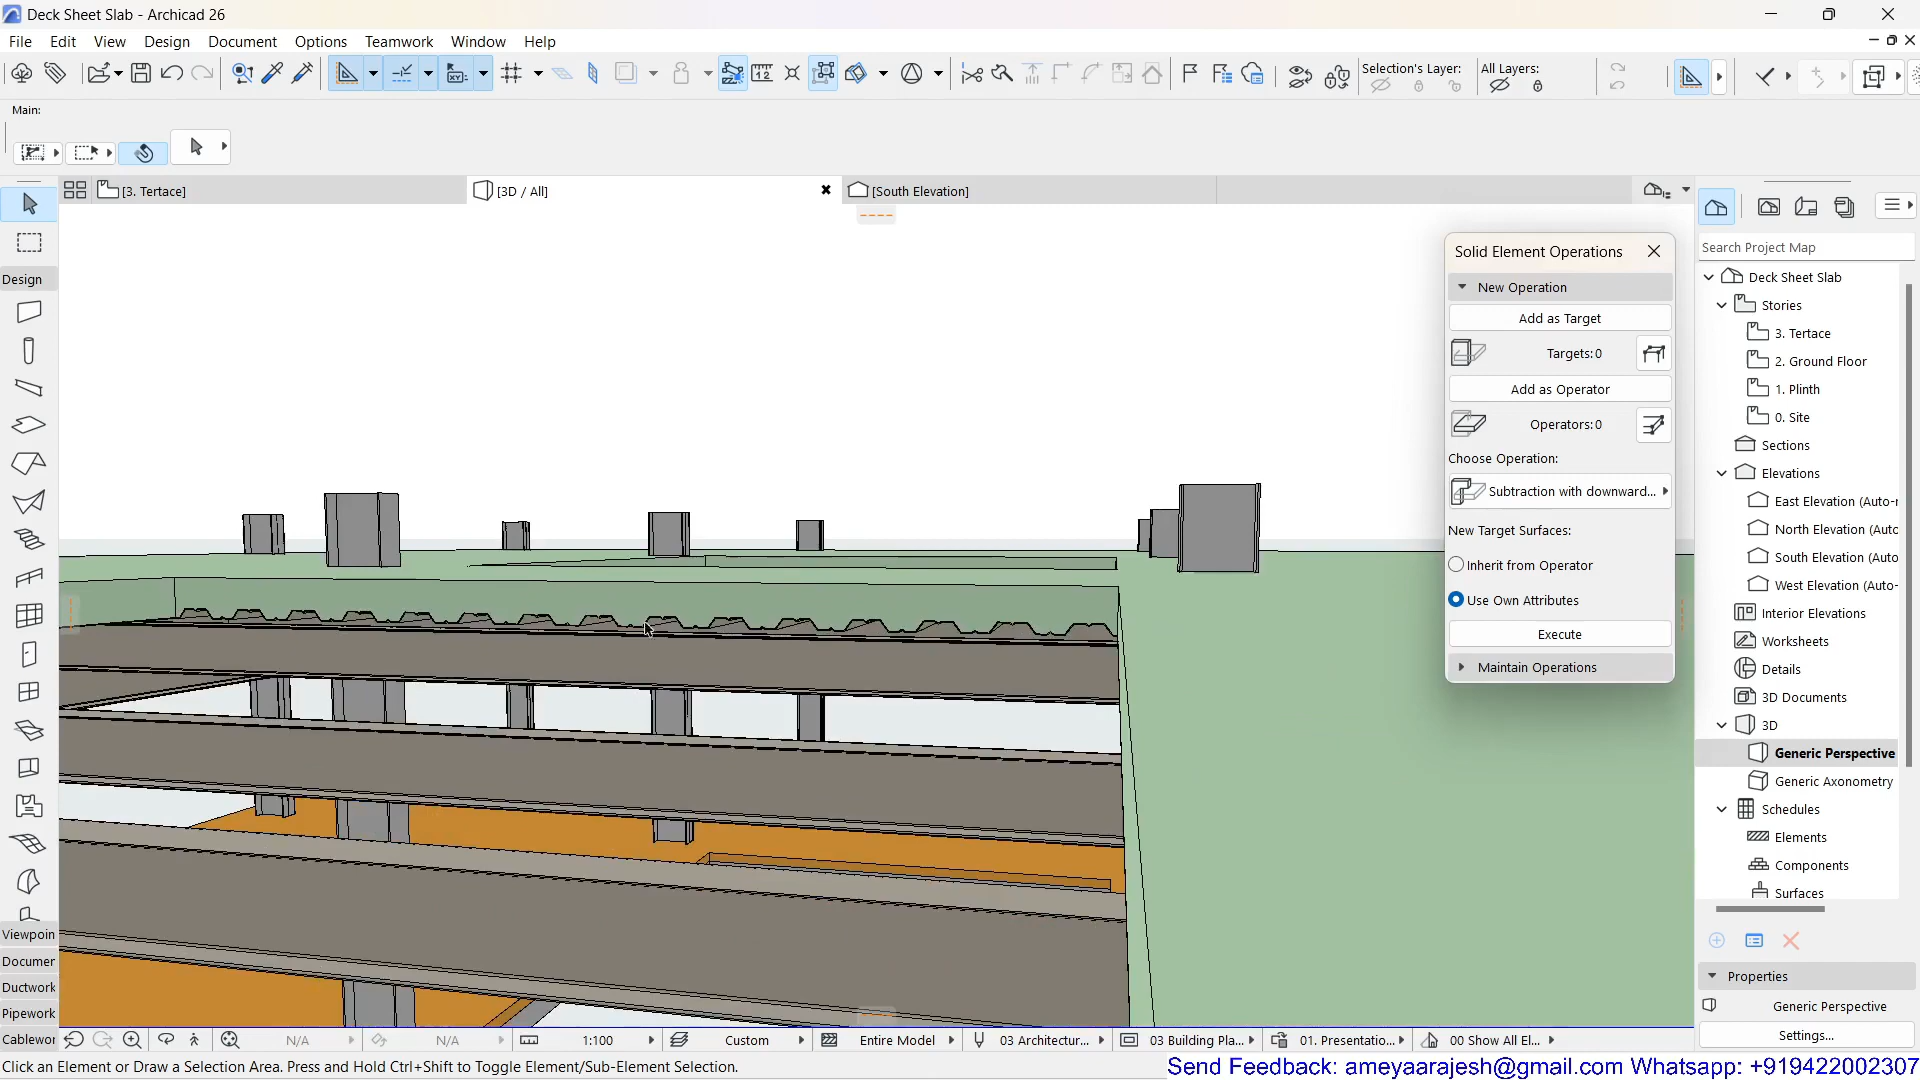 Deck Sheet Slab - Archicad 26
File Edit View Design Document Options Teamwork Window Help
Selection's Layer: All Layers:
Main:
[3. Tertace] [3D / All] [South Elevation]
Design
Viewpoin
Documer
Ductwork
Pipework
Cablewor
Solid Element Operations
New Operation
Add as Target
Targets: 0
Add as Operator
Operators: 0
Choose Operation:
Subtraction with downward...
New Target Surfaces:
Inherit from Operator
Use Own Attributes
Execute
Maintain Operations
Search Project Map
Deck Sheet Slab
Stories
3. Tertace
2. Ground Floor
1. Plinth
0. Site
Sections
Elevations
East Elevation (Auto-r
North Elevation (Autc
South Elevation (Autc
West Elevation (Auto-
Interior Elevations
Worksheets
Details
3D Documents
3D
Generic Perspective
Generic Axonometry
Schedules
Elements
Components
Surfaces
Properties
Generic Perspective
Settings...
N/A N/A 1:100 Custom Entire Model 03 Architectur... 03 Building Pla... 01. Presentatio... 00 Show All El...
Click an Element or Draw a Selection Area. Press and Hold Ctrl+Shift to Toggle Element/Sub-Element Selection.
Send Feedback: ameyaarajesh@gmail.com Whatsapp: +919422002307